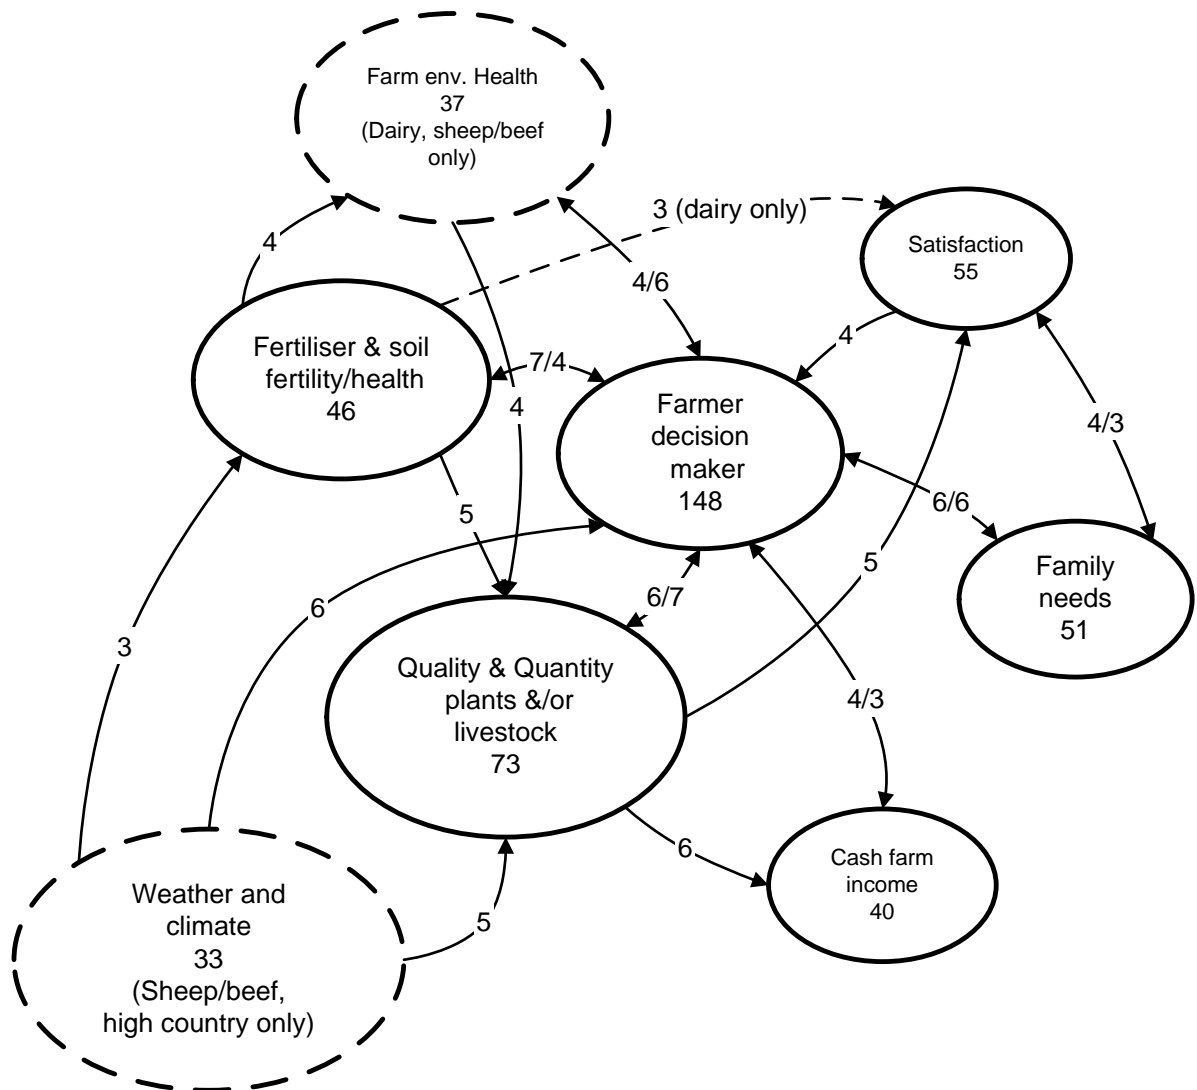 Farm env. Health
37
(Dairy, sheep/beef
only)
3 (dairy only)
Satisfaction
55
4
4/6
Fertiliser & soil
fertility/health
46
7/4
4
4
Farmer
decision
maker
148
4/3
5
6/6
5
Family
needs
51
6
6/7
3
Quality & Quantity
plants &/or
livestock
73
4/3
6
Cash farm
income
40
Weather and
climate
33
(Sheep/beef,
high country only)
5